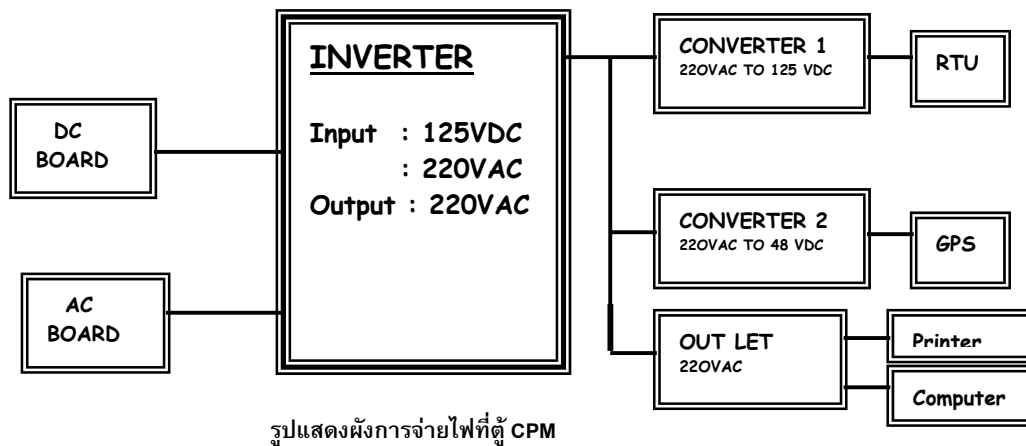 DC
BOARD
AC
BOARD
INVERTER
Input : 125VDC
: 220VAC
Output : 220VAC
CONVERTER 1
220VAC TO 125 VDC
RTU
CONVERTER 2
220VAC TO 48 VDC
GPS
OUT LET
220VAC
Printer
Computer
รูปแสดงผังการจ่ายไฟที่ตู้ CPM